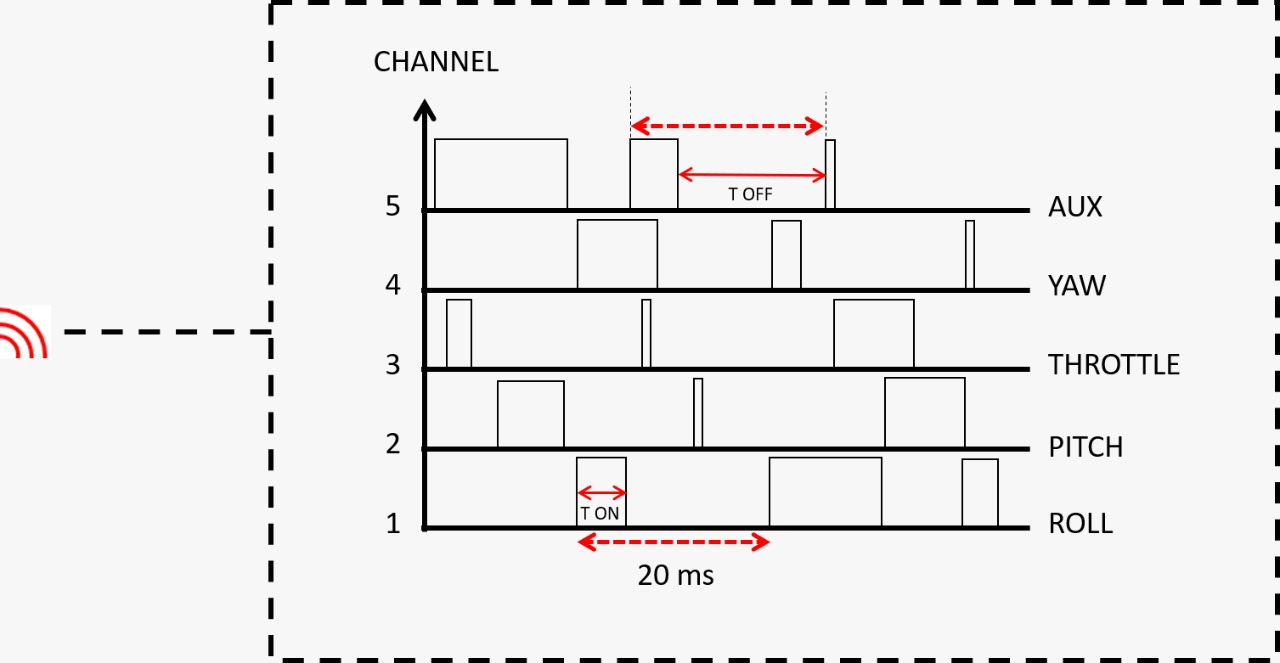 CHANNEL
T OFF
5 AUX
4 YAW
3 THROTTLE
2 PITCH
T ON
1 ROLL
20 ms